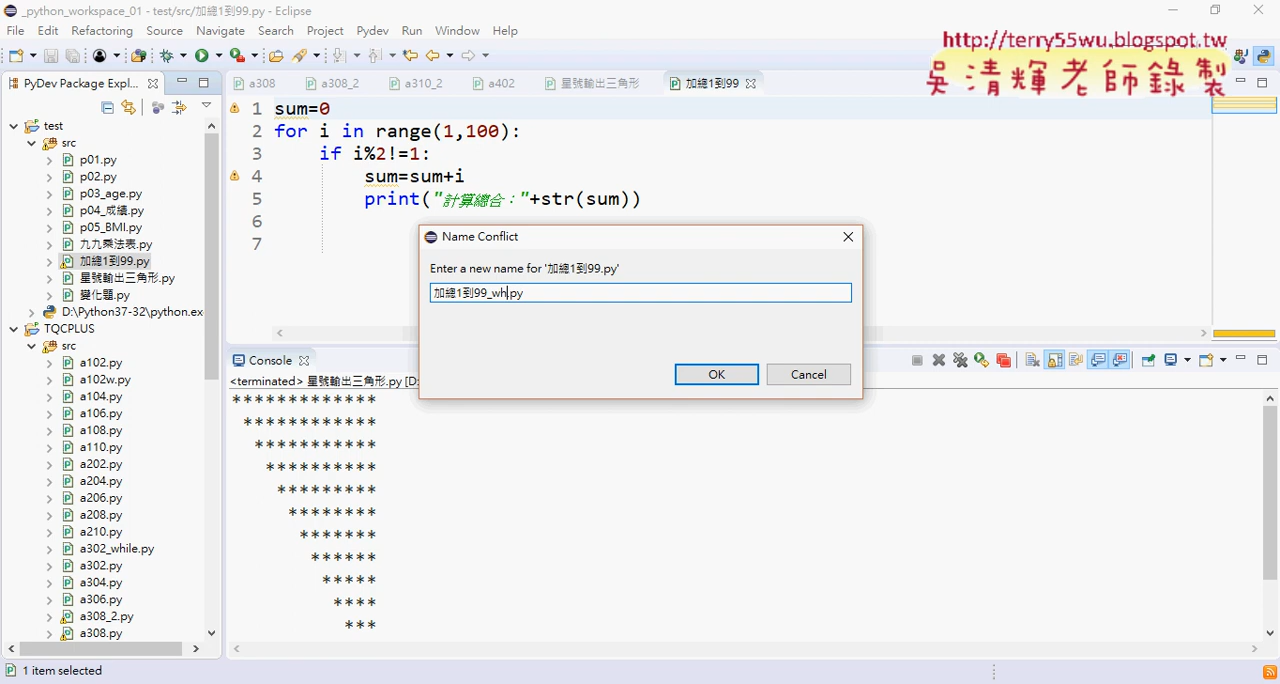 _python_workspace_01 - test/src/加總1到99.py - Eclipse
File Edit Refactoring Source Navigate Search Project Pydev Run Window Help
http://terry55wu.blogspot.tw
吳清輝老師錄製
PyDev Package Expl...
a308 a308_2 a310_2 a402 星號輸出三角形 加總1到99
test
src
p01.py
p02.py
p03_age.py
p04_成績.py
p05_BMI.py
九九乘法表.py
加總1到99.py
星號輸出三角形.py
變化題.py
D:\Python37-32\python.ex
TQCPLUS
src
a102.py
a102w.py
a104.py
a106.py
a108.py
a110.py
a202.py
a204.py
a206.py
a208.py
a210.py
a302_while.py
a302.py
a304.py
a306.py
a308_2.py
a308.py
1 sum=0
2 for i in range(1,100):
3 if i%2!=1:
4 sum=sum+i
5 print("計算總合："+str(sum))
6
7
Name Conflict
Enter a new name for '加總1到99.py'
加總1到99_wh.py
OK Cancel
Console
<terminated> 星號輸出三角形.py [D:
*************
************
***********
**********
*********
********
*******
******
*****
****
***
1 item selected